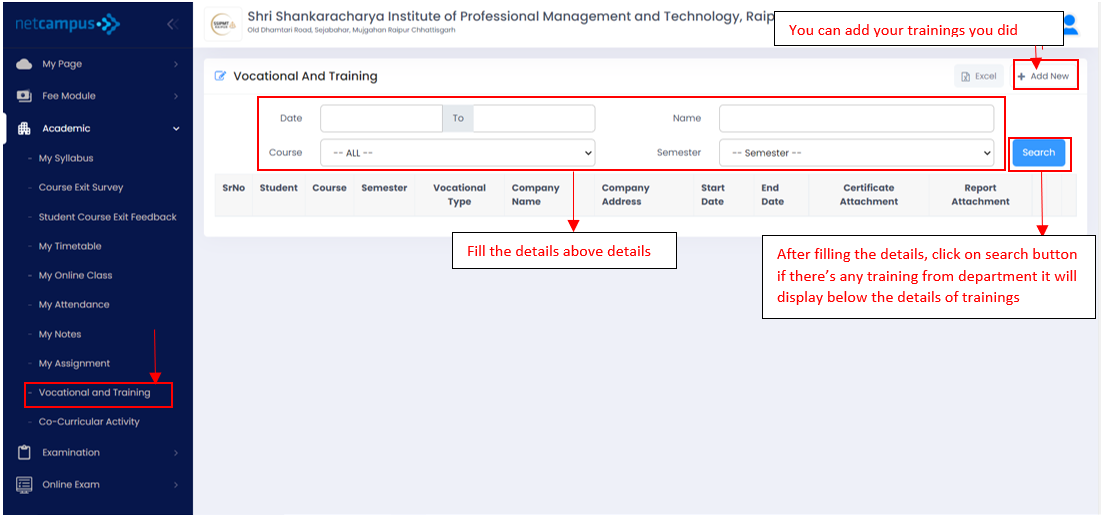 netcampus
Shri Shankaracharya Institute of Professional Management and Technology, Raip
Old Dhamtari Road, Sejabahar, Mujgahan Raipur Chhattisgarh
You can add your trainings you did
My Page
Fee Module
Academic
- My Syllabus
- Course Exit Survey
- Student Course Exit Feedback
- My Timetable
- My Online Class
- My Attendance
- My Notes
- My Assignment
- Vocational and Training
- Co-Curricular Activity
Examination
Online Exam
Vocational And Training
Excel
+ Add New
Date To Name
Course -- ALL -- Semester -- Semester -- Search
SrNo Student Course Semester Vocational Type Company Name Company Address Start Date End Date Certificate Attachment Report Attachment
Fill the details above details
After filling the details, click on search button
if there’s any training from department it will
display below the details of trainings